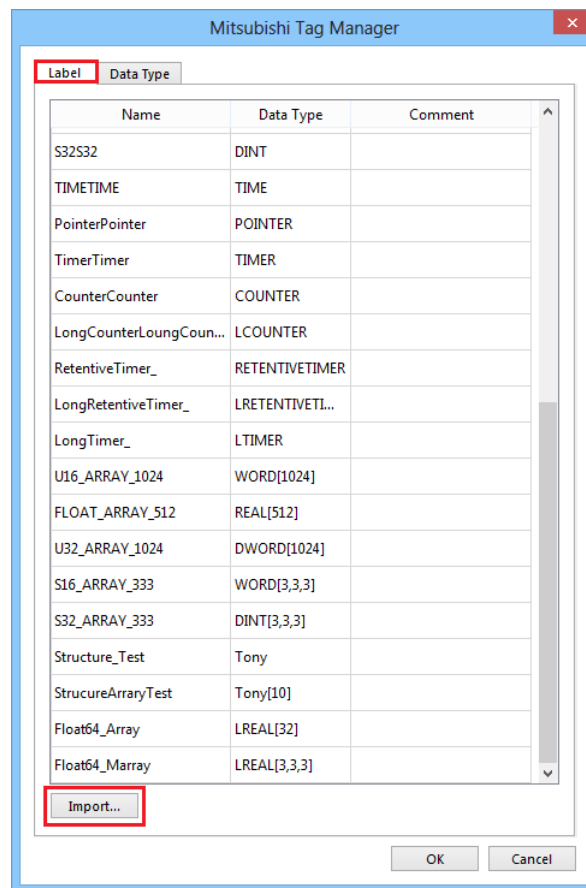 Mitsubishi Tag Manager
×
Label Data Type
Name Data Type Comment
S32S32 DINT
TIMETIME TIME
PointerPointer POINTER
TimerTimer TIMER
CounterCounter COUNTER
LongCounterLoungCoun... LCOUNTER
RetentiveTimer_ RETENTIVETIMER
LongRetentiveTimer_ LRETENTIVETI...
LongTimer_ LTIMER
U16_ARRAY_1024 WORD[1024]
FLOAT_ARRAY_512 REAL[512]
U32_ARRAY_1024 DWORD[1024]
S16_ARRAY_333 WORD[3,3,3]
S32_ARRAY_333 DINT[3,3,3]
Structure_Test Tony
StrucureArraryTest Tony[10]
Float64_Array LREAL[32]
Float64_Marray LREAL[3,3,3]
Import...
OK Cancel